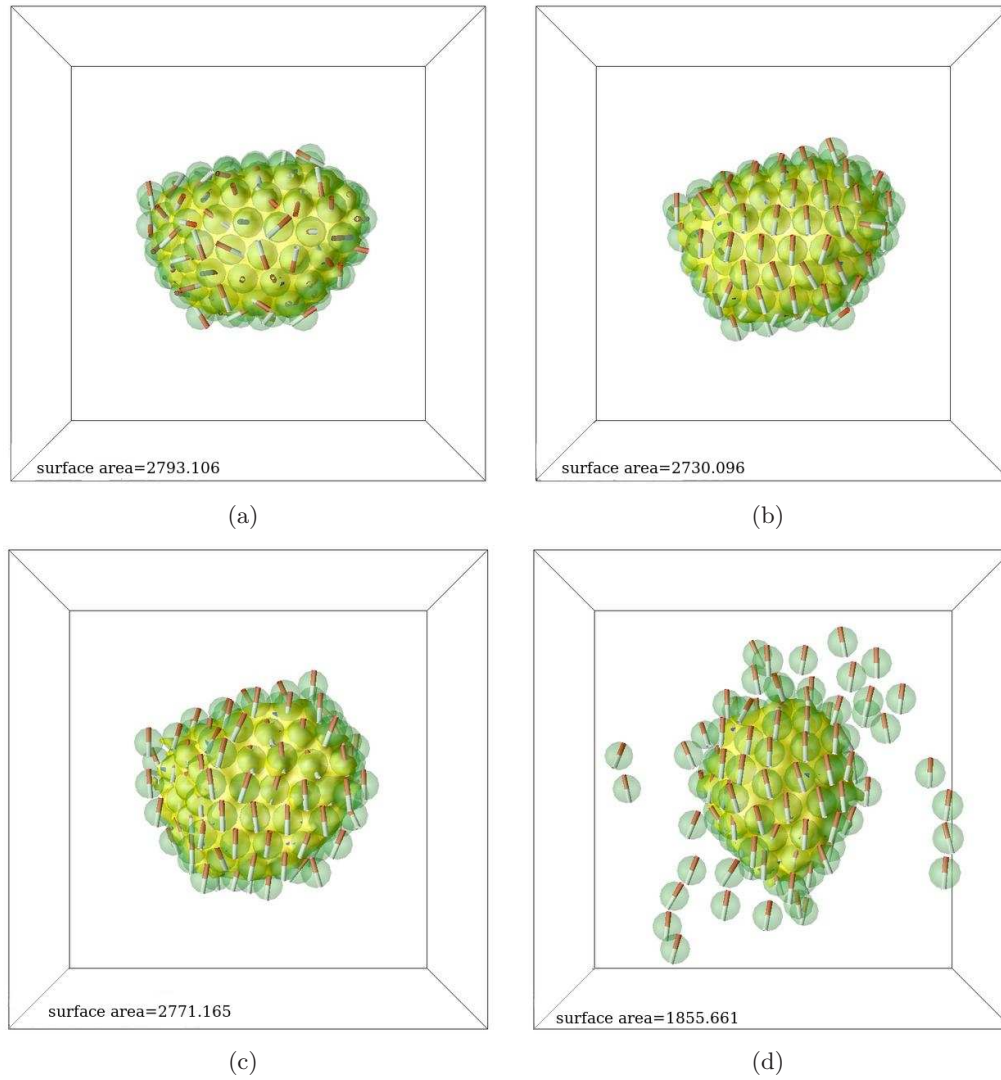 surface area=2793.106
surface area=2730.096
(a)
(b)
surface area=2771.165
surface area=1855.661
(c)
(d)